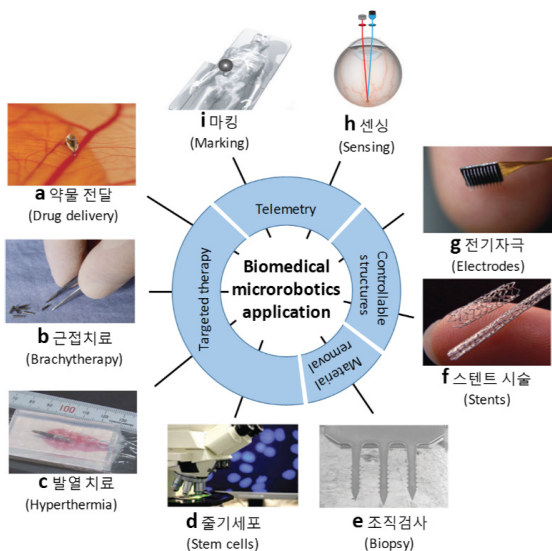 i 마킹
(Marking)
h 센싱
(Sensing)
a 약물 전달
(Drug delivery)
g 전기자극
(Electrodes)
b 근접치료
(Brachytherapy)
f 스텐트 시술
(Stents)
c 발열 치료
(Hyperthermia)
d 줄기세포
(Stem cells)
e 조직검사
(Biopsy)
Telemetry
Controllable
structures
Material
removal
Targeted therapy
Biomedical
microrobotics
application
100